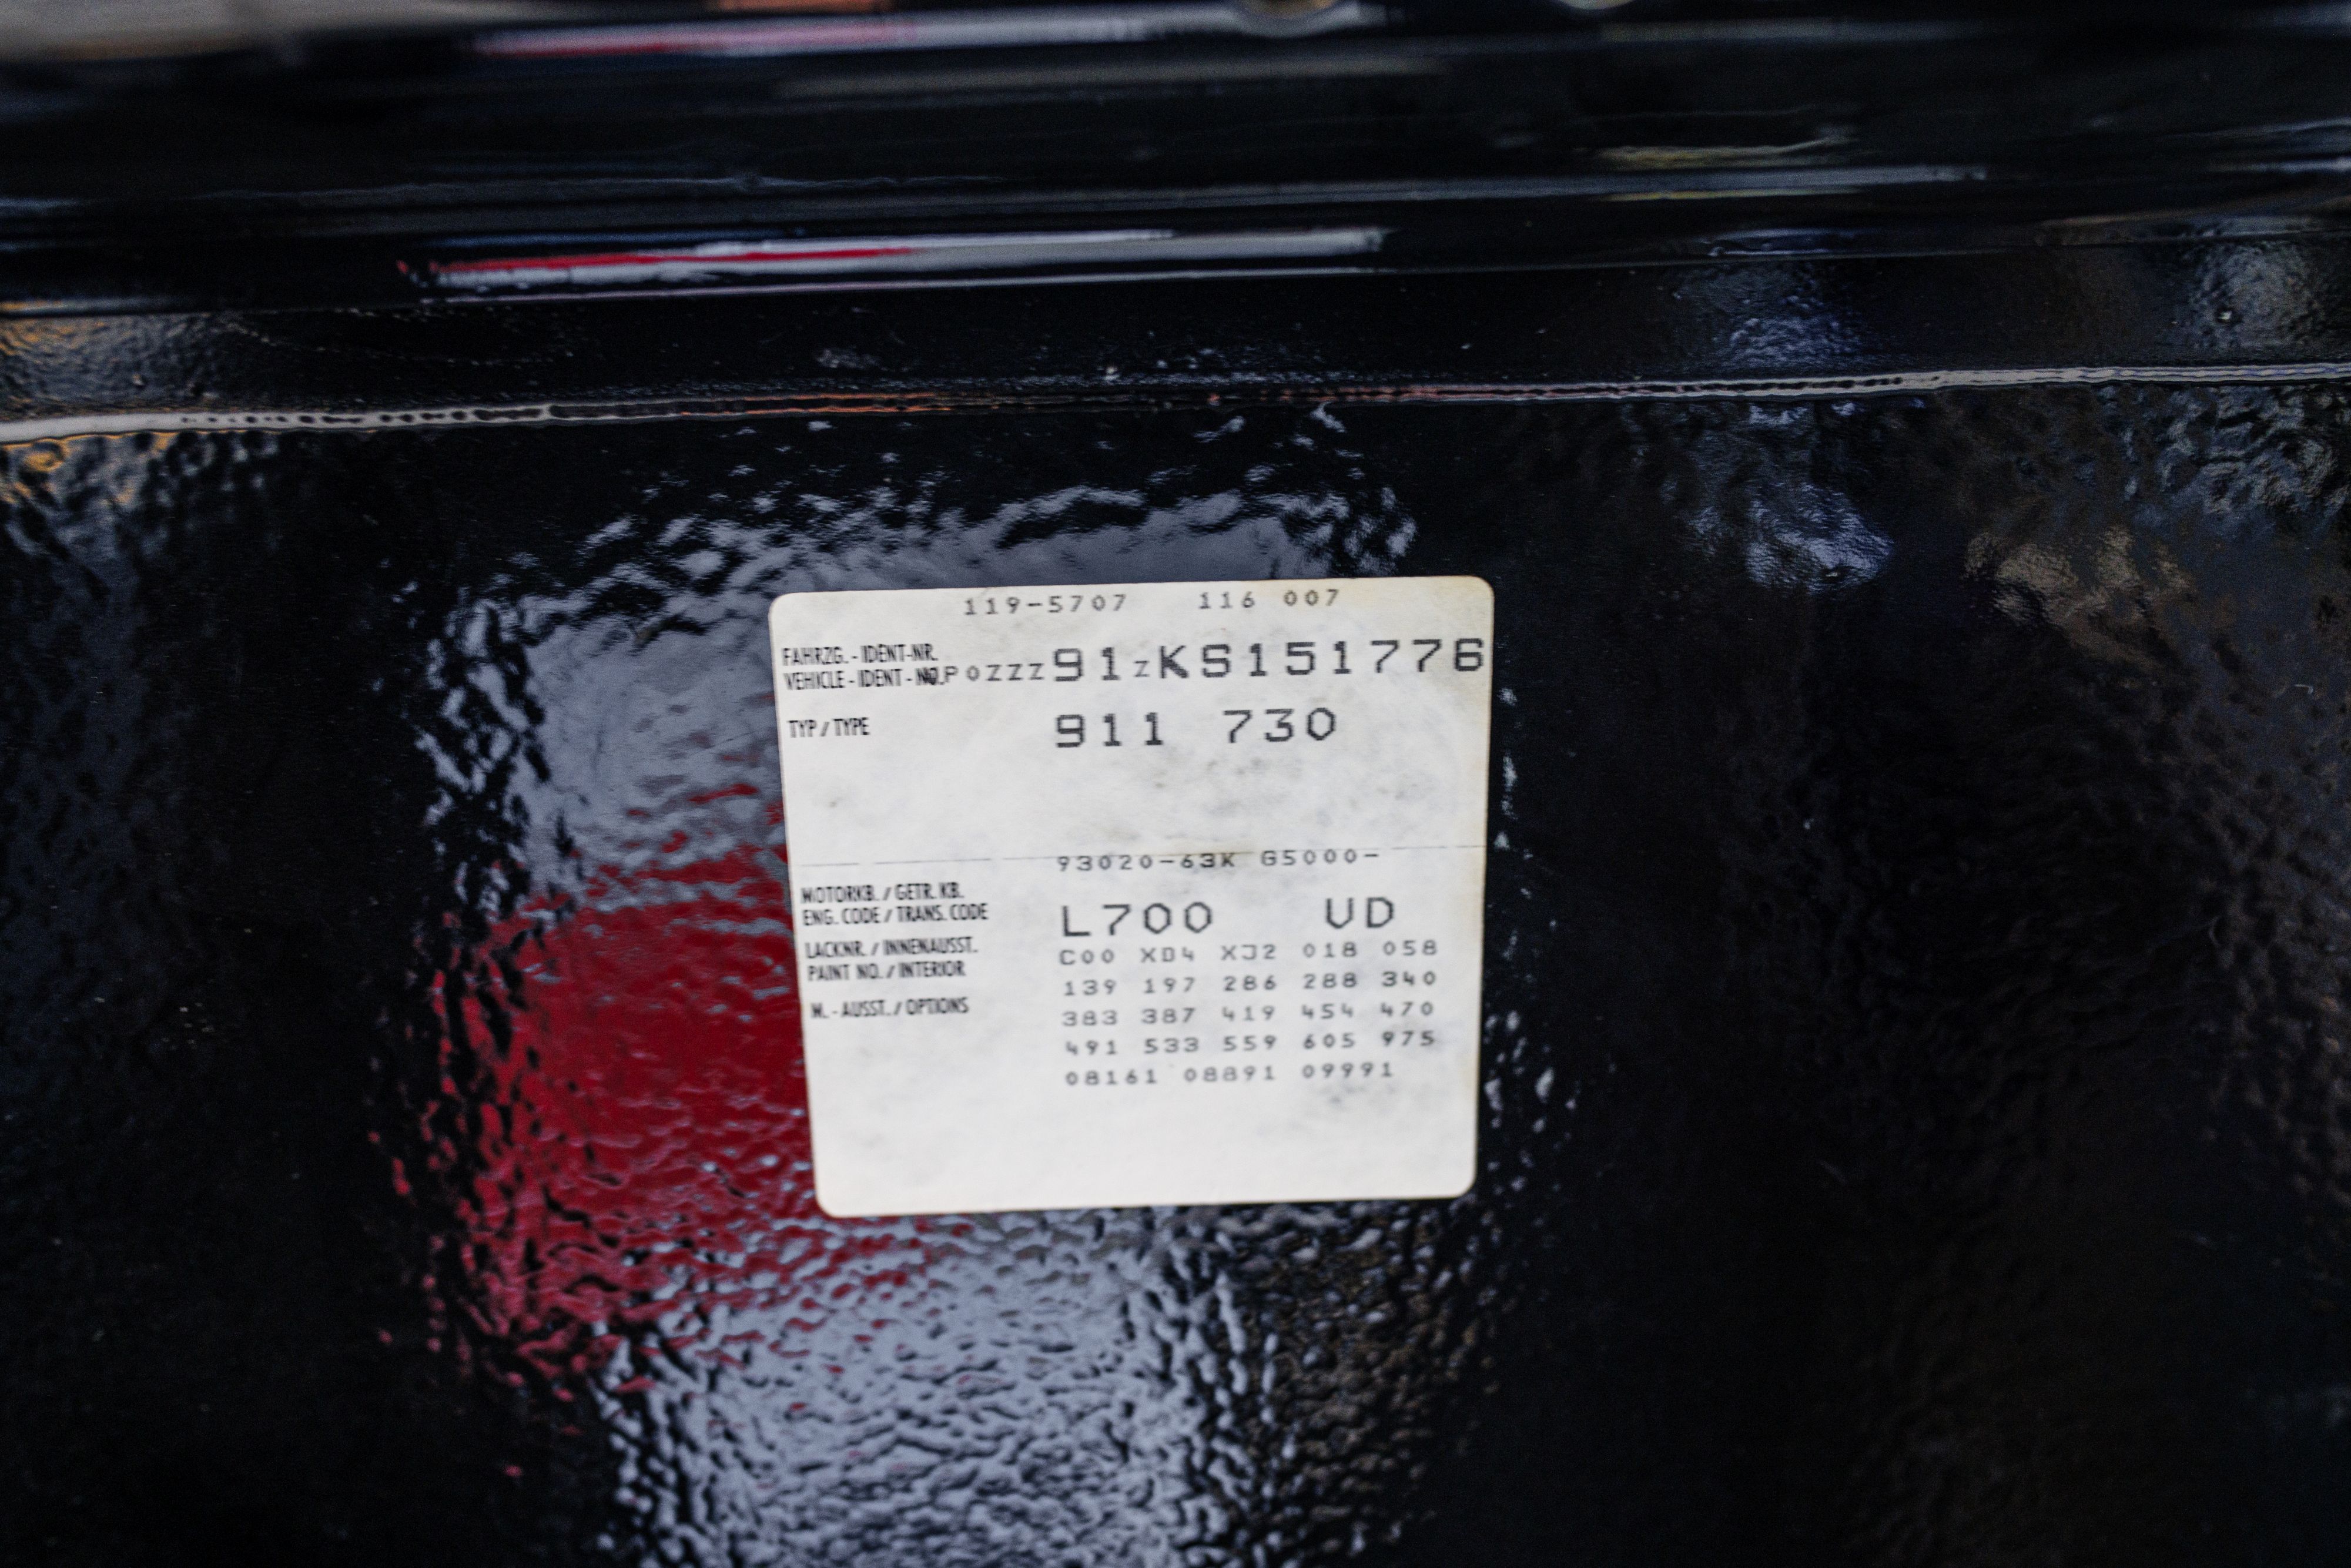 119-5707 116 007
FAHRZG. - IDENT-NR.
VEHICLE - IDENT - NO. P0ZZZ91ZKS151776
TYP / TYPE 911 730
93020-63K G5000-
MOTORKB. / GETR. KB.
ENG. CODE / TRANS. CODE L700 UD
LACKNR. / INNENAUSST. C00 XD4 XJ2 018 058
PAINT NO. / INTERIOR 139 197 286 288 340
M. - AUSST. / OPTIONS 383 387 419 454 470
491 533 559 605 975
08161 08891 09991